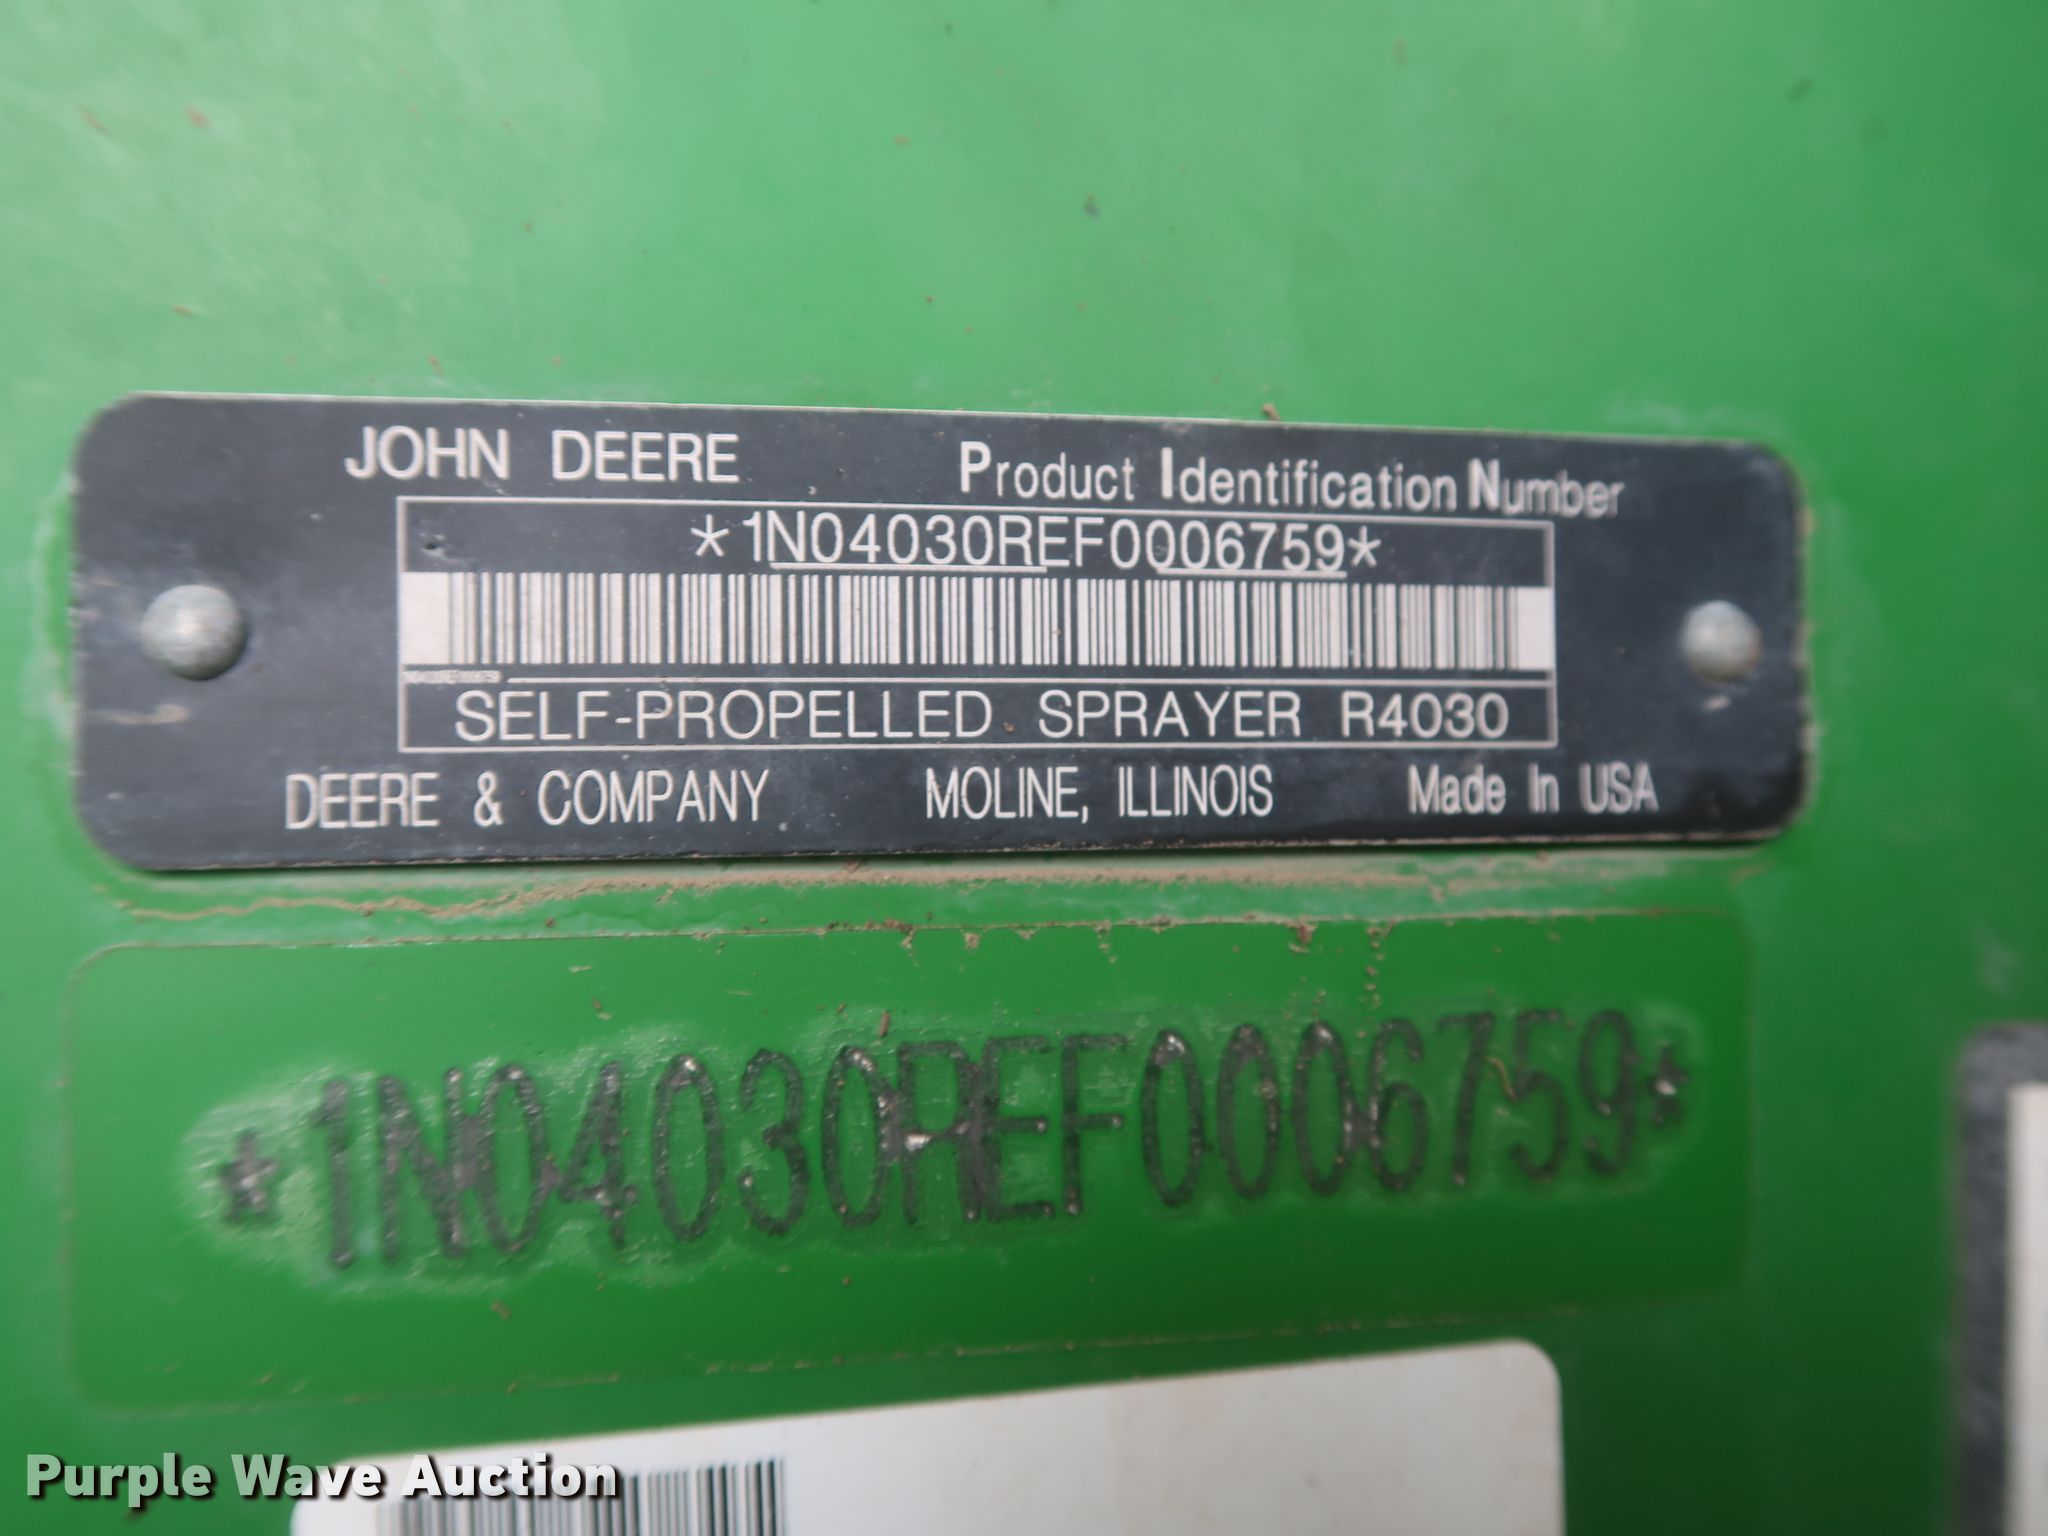 JOHN DEERE Product Identification Number
*1N04030REF0006759*
SELF-PROPELLED SPRAYER R4030
DEERE & COMPANY MOLINE, ILLINOIS Made In USA
*1N04030REF0006759*
Purple Wave Auction